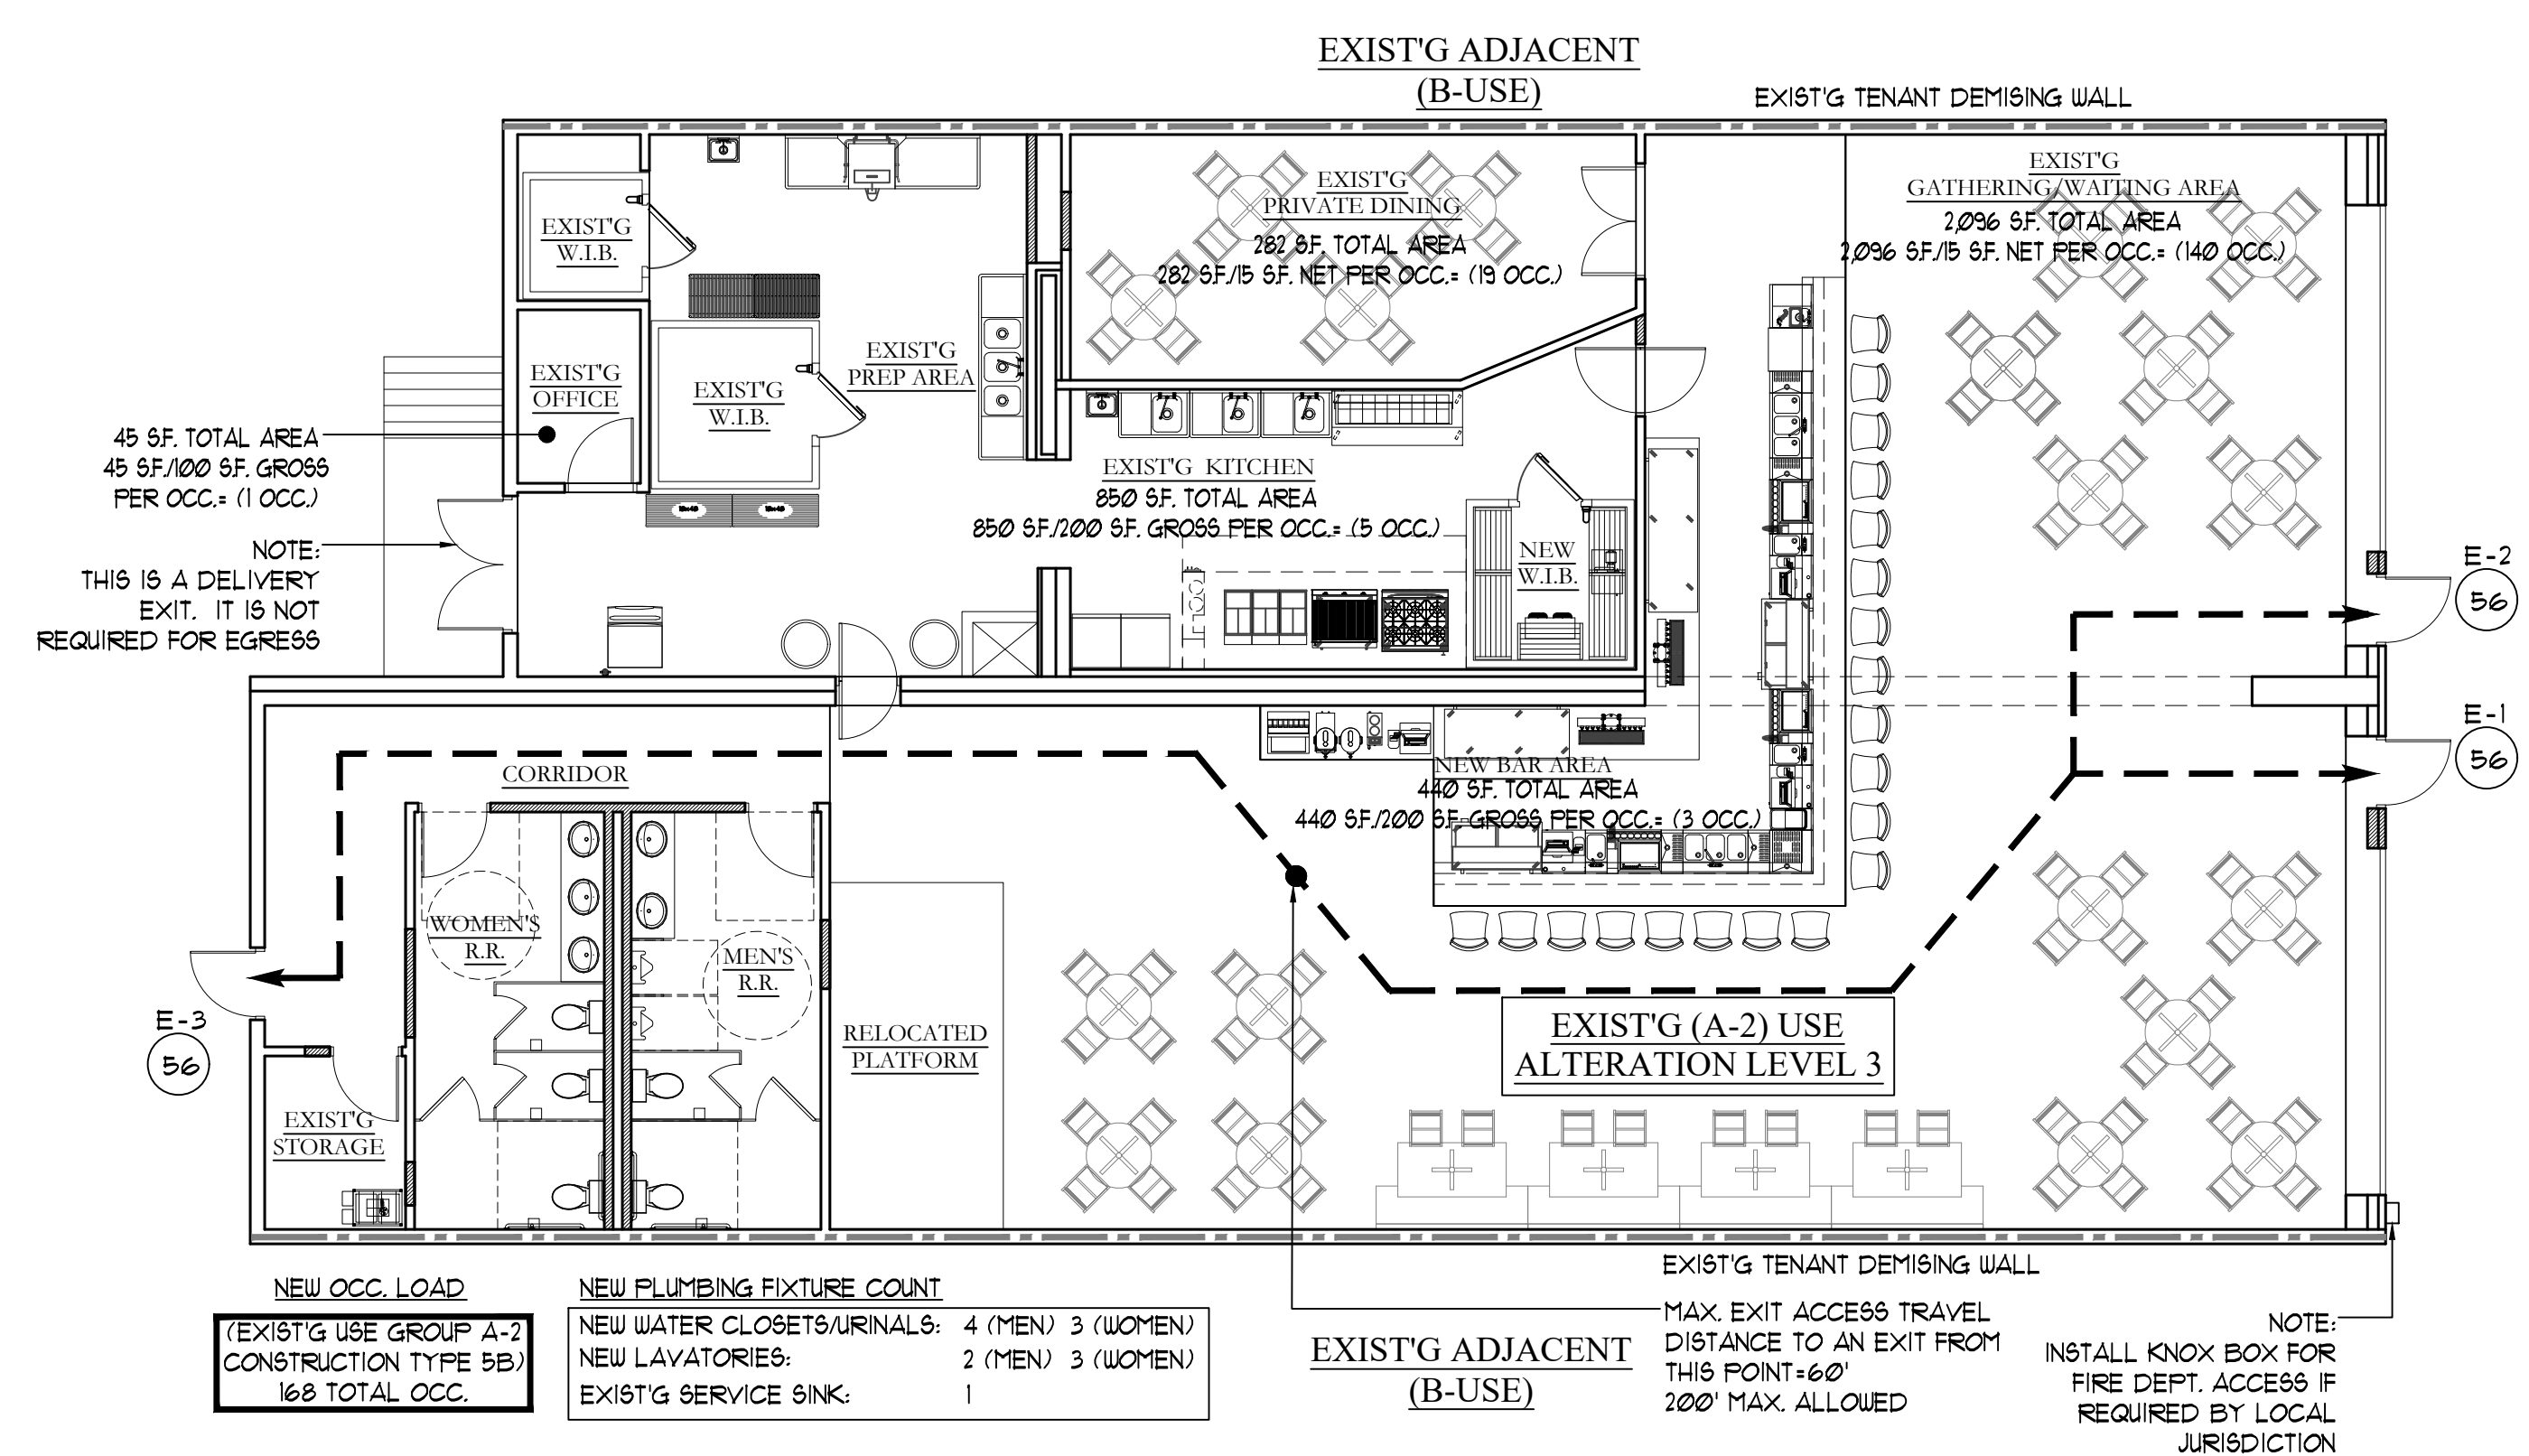 EXIST'G ADJACENT
(B-USE)
EXIST'G TENANT DEMISING WALL
EXIST'G
W.I.B.
EXIST'G
OFFICE
EXIST'G
W.I.B.
EXIST'G
PREP AREA
EXIST'G
PRIVATE DINING
282 S.F. TOTAL AREA
282 S.F./15 S.F. NET PER OCC.= (19 OCC.)
EXIST'G
GATHERING/WAITING AREA
2,096 S.F. TOTAL AREA
2,096 S.F./15 S.F. NET PER OCC.= (140 OCC.)
45 S.F. TOTAL AREA
45 S.F./100 S.F. GROSS
PER OCC.= (1 OCC.)
NOTE:
THIS IS A DELIVERY
EXIT. IT IS NOT
REQUIRED FOR EGRESS
EXIST'G KITCHEN
850 S.F. TOTAL AREA
850 S.F./200 S.F. GROSS PER OCC.= (5 OCC.)
NEW
W.I.B.
E-2
56
E-1
56
CORRIDOR
NEW BAR AREA
440 S.F. TOTAL AREA
440 S.F./200 S.F. GROSS PER OCC.= (3 OCC.)
WOMEN'S
R.R.
MEN'S
R.R.
E-3
56
RELOCATED
PLATFORM
EXIST'G (A-2) USE
ALTERATION LEVEL 3
EXIST'G
STORAGE
EXIST'G TENANT DEMISING WALL
MAX. EXIT ACCESS TRAVEL
DISTANCE TO AN EXIT FROM
THIS POINT=60'
200' MAX. ALLOWED
EXIST'G ADJACENT
(B-USE)
NOTE:
INSTALL KNOX BOX FOR
FIRE DEPT. ACCESS IF
REQUIRED BY LOCAL
JURISDICTION
NEW OCC. LOAD
(EXIST'G USE GROUP A-2
CONSTRUCTION TYPE 5B)
168 TOTAL OCC.
NEW PLUMBING FIXTURE COUNT
NEW WATER CLOSETS/URINALS: 4 (MEN) 3 (WOMEN)
NEW LAVATORIES: 2 (MEN) 3 (WOMEN)
EXIST'G SERVICE SINK: 1